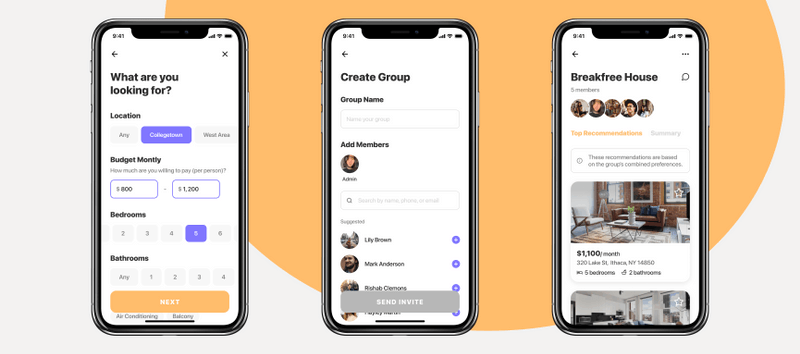 9:41
What are you
looking for?
Location
Any
Collegetown
West Area
Budget Montly
How much are you willing to pay (per person)?
$ 800
-
$ 1,200
Bedrooms
2
3
4
5
6
Bathrooms
Any
1
2
3
4
NEXT
Air Conditioning
Balcony
9:41
Create Group
Group Name
Name your group
Add Members
Admin
Search by name, phone, or email
Suggested
Lily Brown
Mark Anderson
Rishab Clemons
SEND INVITE
9:41
Breakfree House
5 members
Top Recommendations
Summary
These recommendations are based
on the group's combined preferences.
$1,100/ month
320 Lake St, Ithaca, NY 14850
5 bedrooms
2 bathrooms